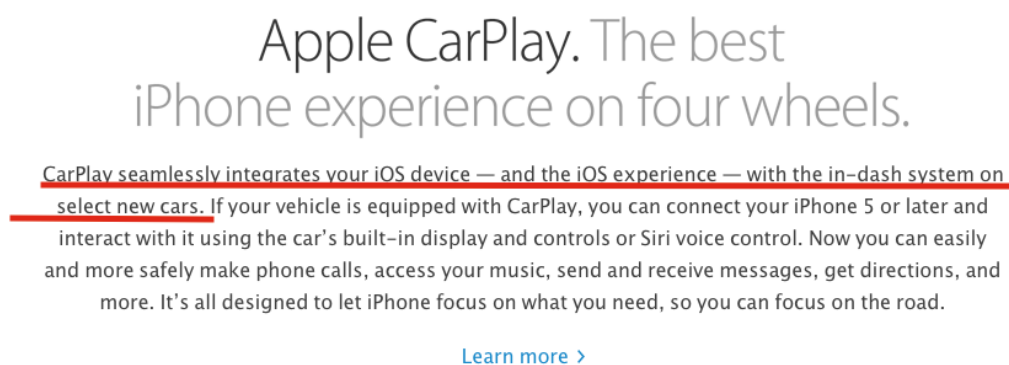 Apple CarPlay. The best
iPhone experience on four wheels.
CarPlay seamlessly integrates your iOS device — and the iOS experience — with the in-dash system on
select new cars. If your vehicle is equipped with CarPlay, you can connect your iPhone 5 or later and
interact with it using the car's built-in display and controls or Siri voice control. Now you can easily
and more safely make phone calls, access your music, send and receive messages, get directions, and
more. It's all designed to let iPhone focus on what you need, so you can focus on the road.
Learn more >